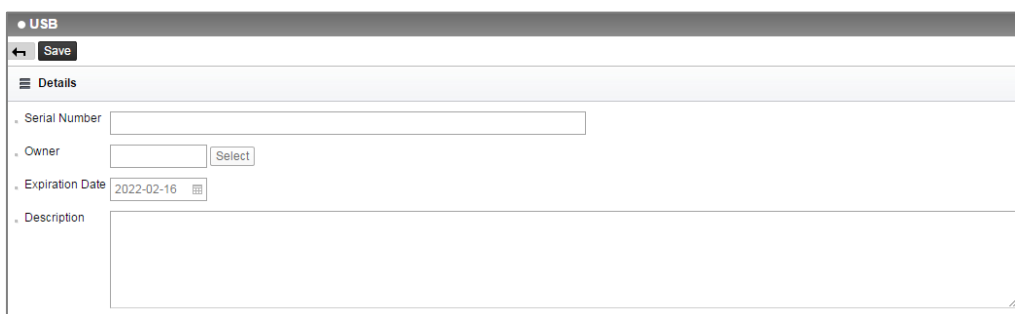 USB
Save
Details
Serial Number
Owner
Select
Expiration Date
2022-02-16
Description